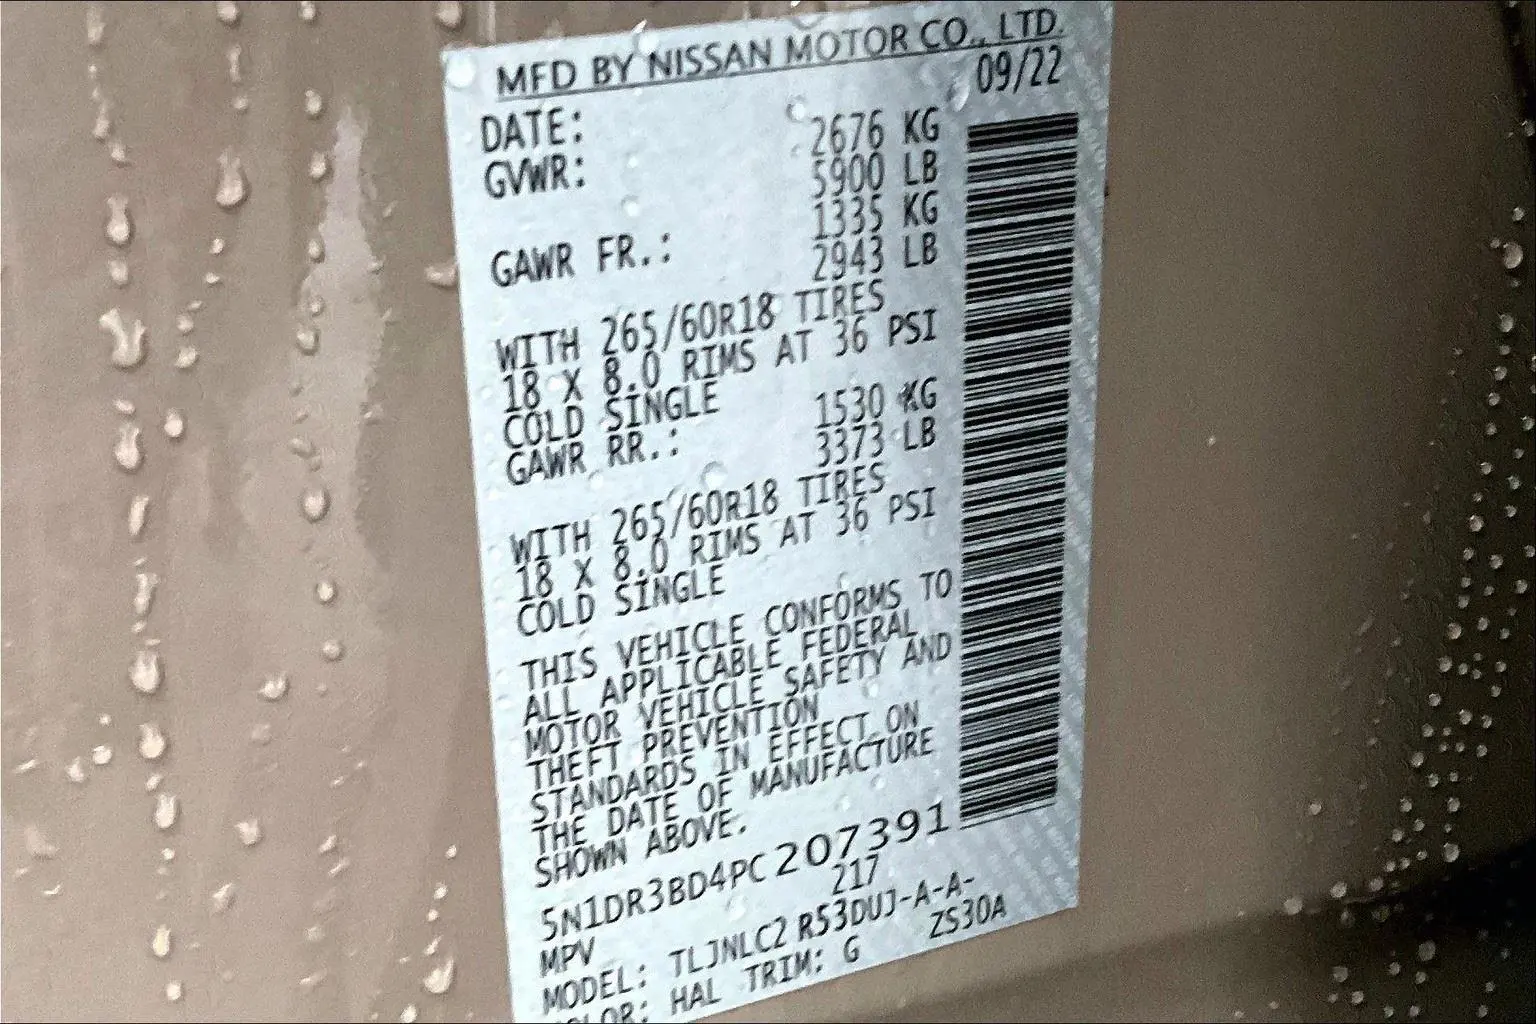 MFD BY NISSAN MOTOR CO., LTD.
DATE: 09/22
GVWR: 2676 KG
5900 LB
GAWR FR.: 1335 KG
2943 LB
WITH 265/60R18 TIRES
18 X 8.0 RIMS AT 36 PSI
COLD SINGLE
GAWR RR.: 1530 KG
3373 LB
WITH 265/60R18 TIRES
18 X 8.0 RIMS AT 36 PSI
COLD SINGLE
THIS VEHICLE CONFORMS TO
ALL APPLICABLE FEDERAL
MOTOR VEHICLE SAFETY AND
THEFT PREVENTION
STANDARDS IN EFFECT ON
THE DATE OF MANUFACTURE
SHOWN ABOVE.
5N1DR3BD4PC207391
MPV 217
MODEL: TLJNLC2 R53DUJ-A-A-
COLOR: HAL TRIM: G ZS30A